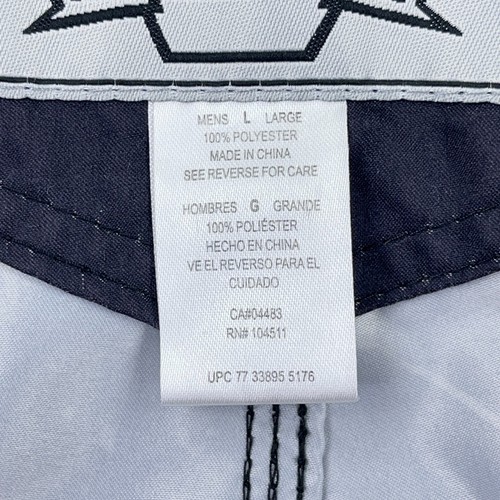 MENS L LARGE
100% POLYESTER
MADE IN CHINA
SEE REVERSE FOR CARE
HOMBRES G GRANDE
100% POLIÉSTER
HECHO EN CHINA
VE EL REVERSO PARA EL
CUIDADO
CA#04483
RN# 104511
UPC 77 33895 5176